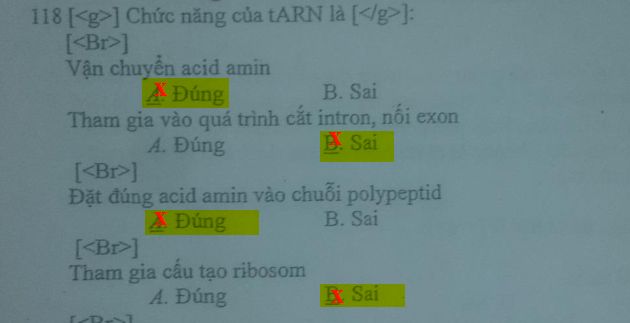 118 [<g>] Chức năng của tARN là [</g>]:
[<Br>]
Vận chuyển acid amin
A. Đúng B. Sai
Tham gia vào quá trình cắt intron, nối exon
A. Đúng B. Sai
[<Br>]
Đặt đúng acid amin vào chuỗi polypeptid
A Đúng B. Sai
[<Br>]
Tham gia cấu tạo ribosom
A. Đúng B. Sai
[<Br>]